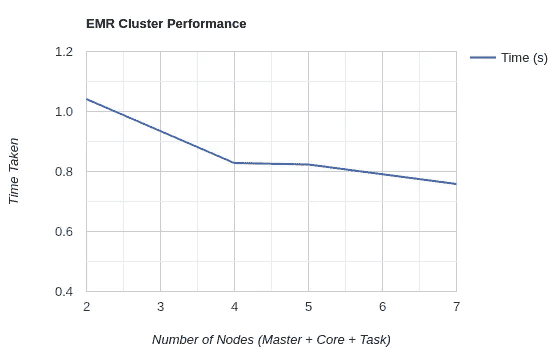 EMR Cluster Performance
1.2
Time (s)
1.0
0.8
0.6
0.4
Time Taken
2 3 4 5 6 7
Number of Nodes (Master + Core + Task)